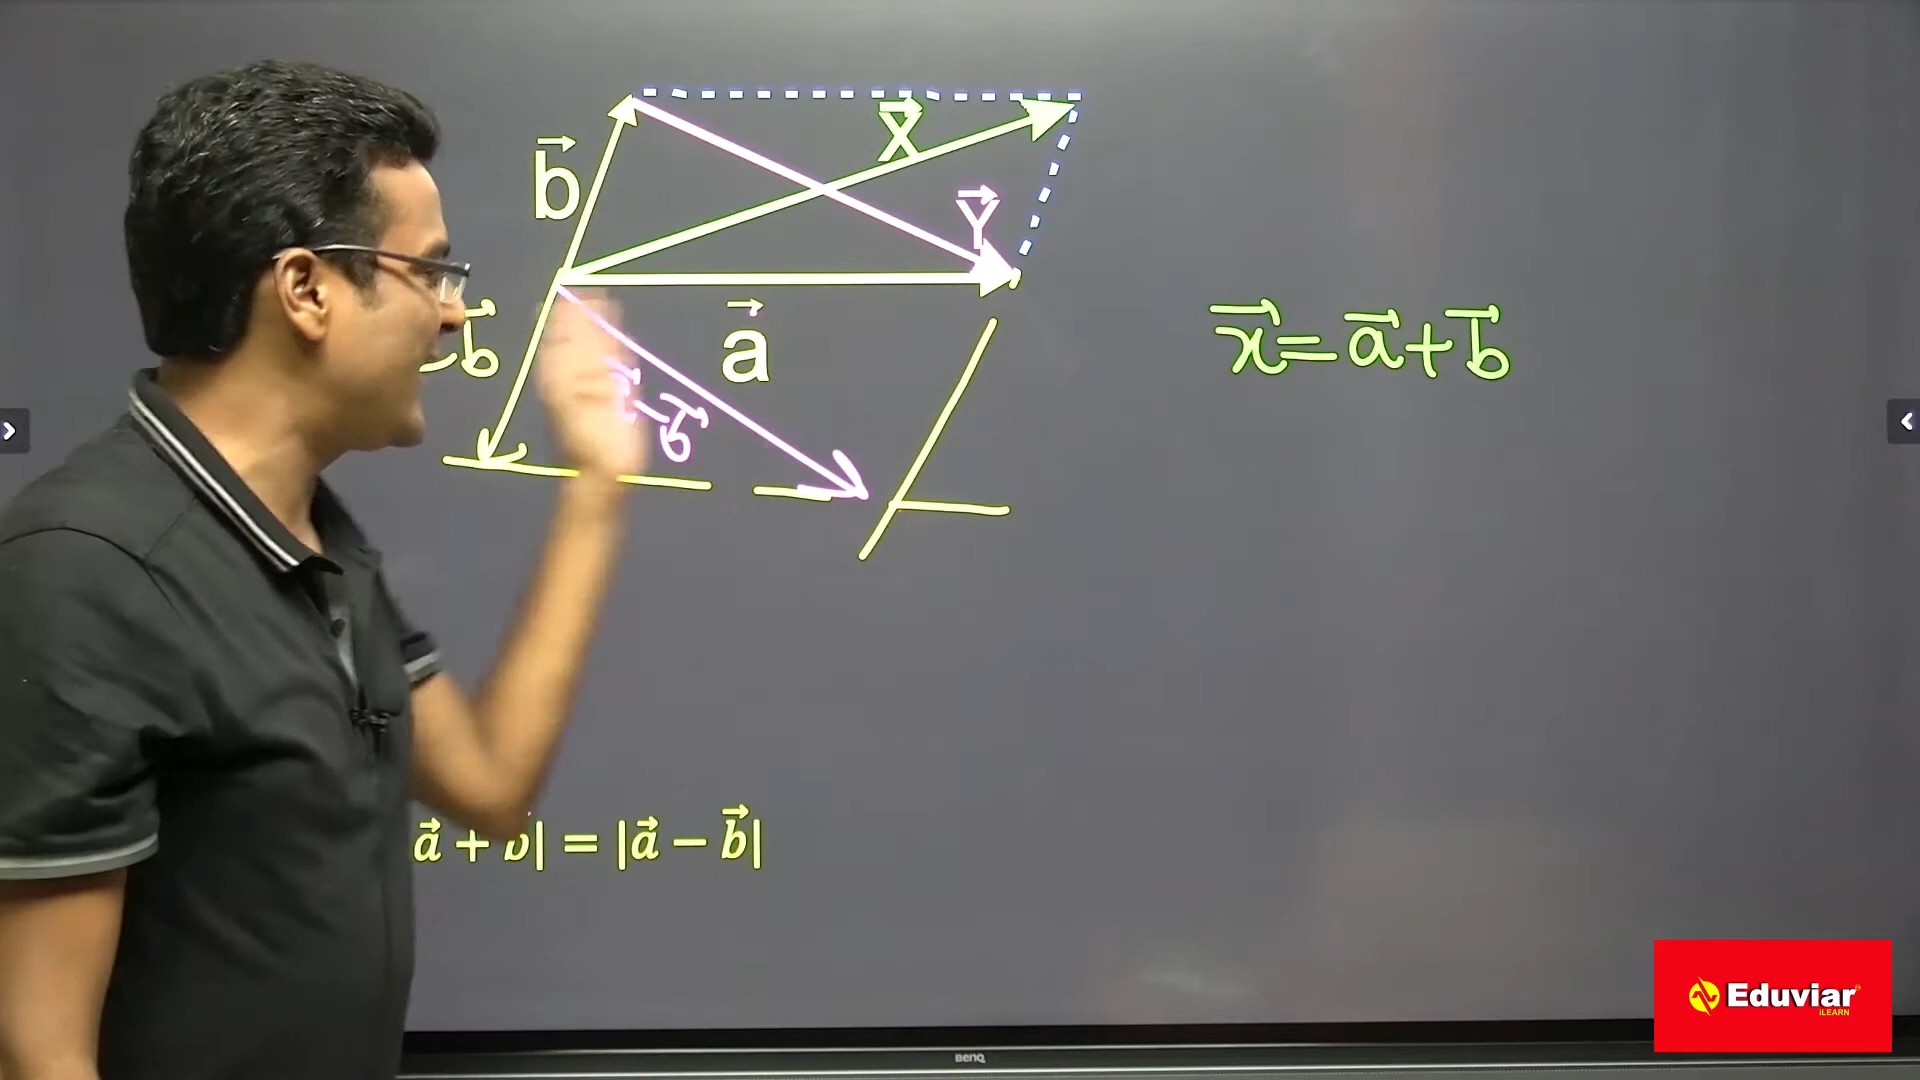 b⃗
X⃗
Y⃗
−b⃗
a⃗
−b⃗
x⃗=a⃗+b⃗
a⃗ + b| = |a⃗ − b⃗|
BenQ
Eduviar
iLEARN